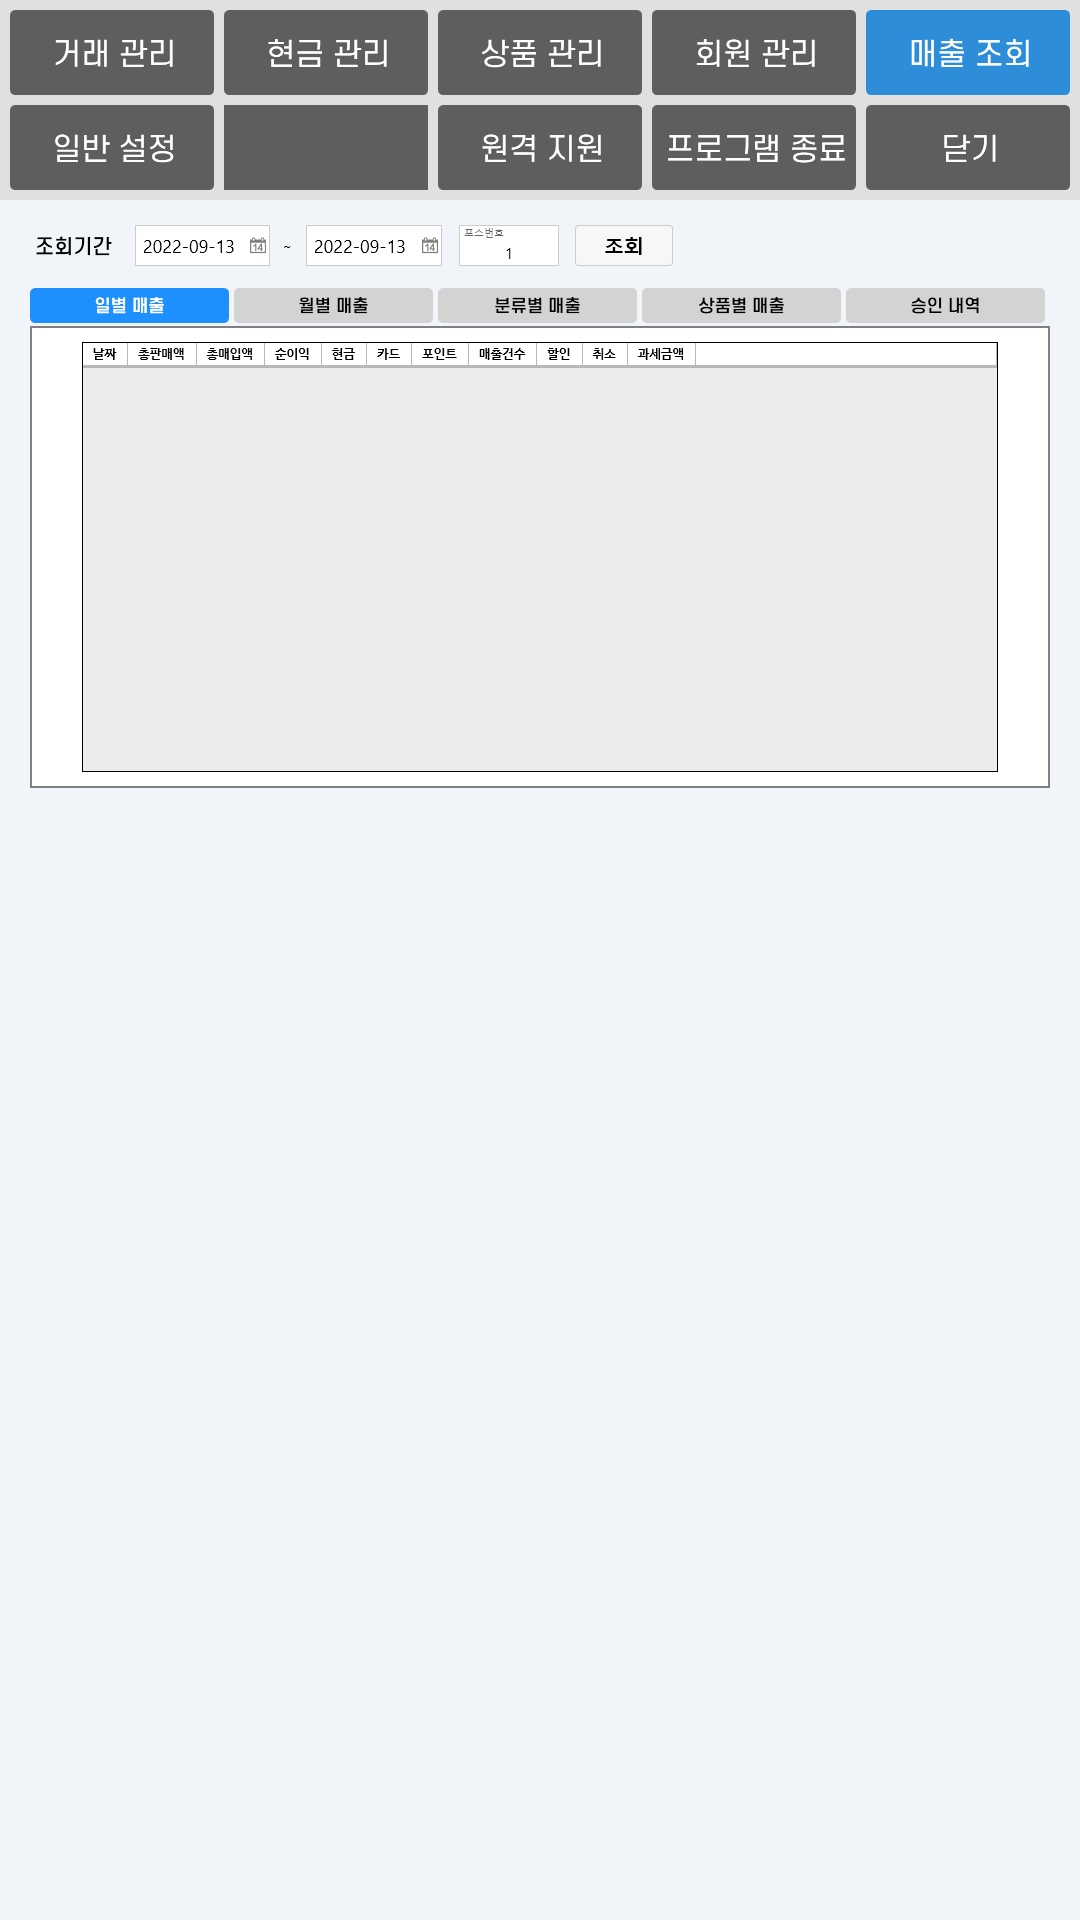 거래 관리 현금 관리 상품 관리 회원 관리 매출 조회
일반 설정 원격 지원 프로그램 종료 닫기
조회기간 2022-09-13 14 ~ 2022-09-13 14 포스번호 1 조회
일별 매출 월별 매출 분류별 매출 상품별 매출 승인 내역
날짜 총판매액 총매입액 순이익 현금 카드 포인트 매출건수 할인 취소 과세금액